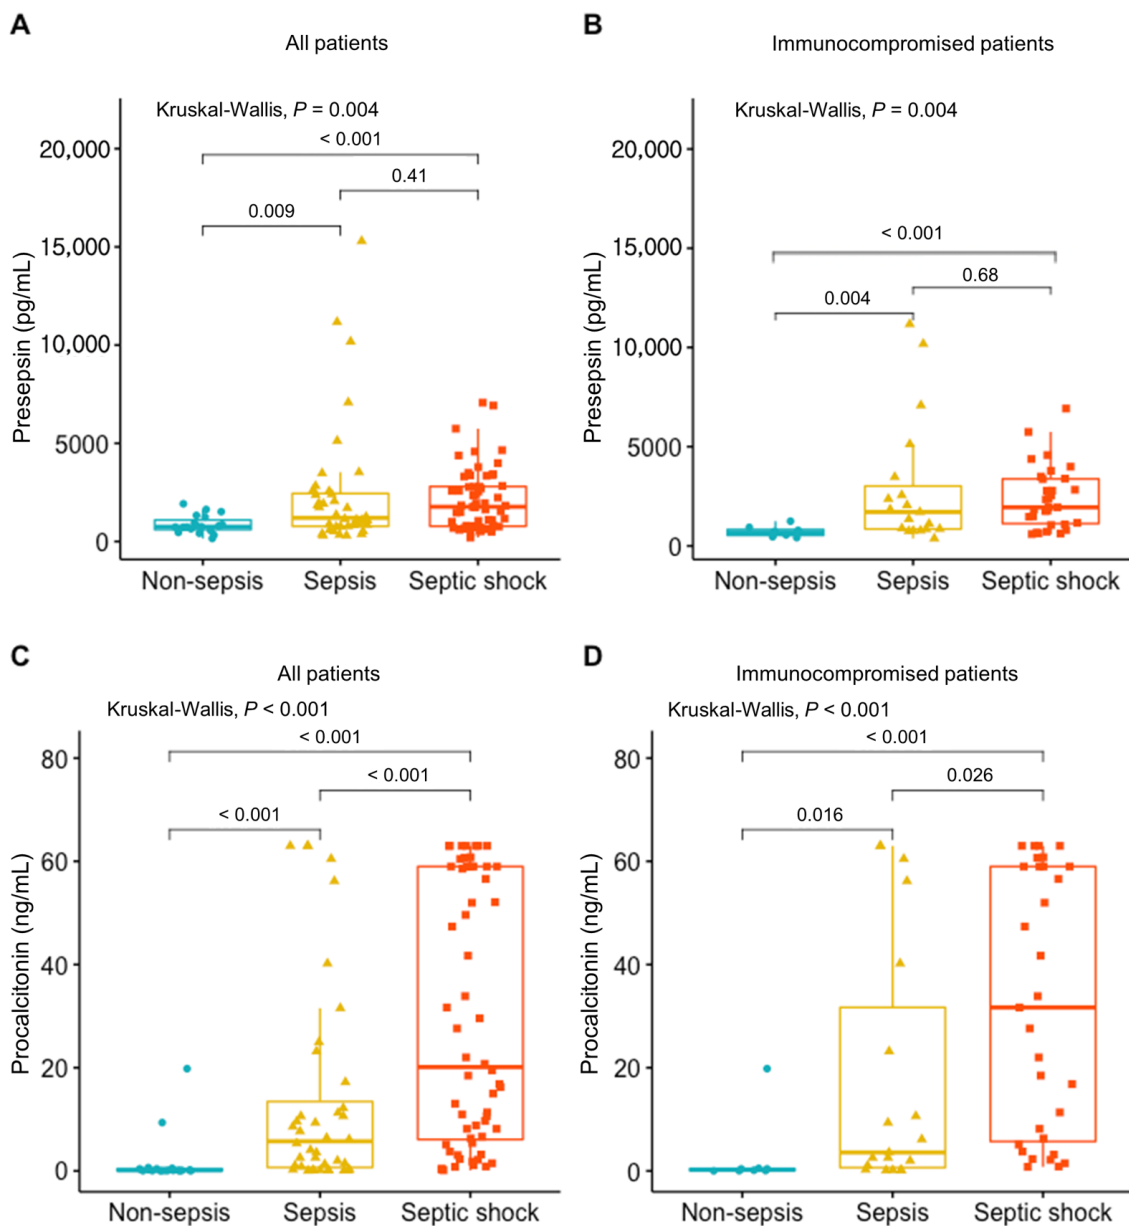 A
All patients
Kruskal-Wallis, P = 0.004
< 0.001
0.41
0.009
20,000
15,000
10,000
5000
0
Presepsin (pg/mL)
Non-sepsis Sepsis Septic shock
B
Immunocompromised patients
Kruskal-Wallis, P = 0.004
< 0.001
0.68
0.004
20,000
15,000
10,000
5000
0
Presepsin (pg/mL)
Non-sepsis Sepsis Septic shock
C
All patients
Kruskal-Wallis, P < 0.001
< 0.001
< 0.001
< 0.001
80
60
40
20
0
Procalcitonin (ng/mL)
Non-sepsis Sepsis Septic shock
D
Immunocompromised patients
Kruskal-Wallis, P < 0.001
< 0.001
0.026
0.016
80
60
40
20
0
Procalcitonin (ng/mL)
Non-sepsis Sepsis Septic shock